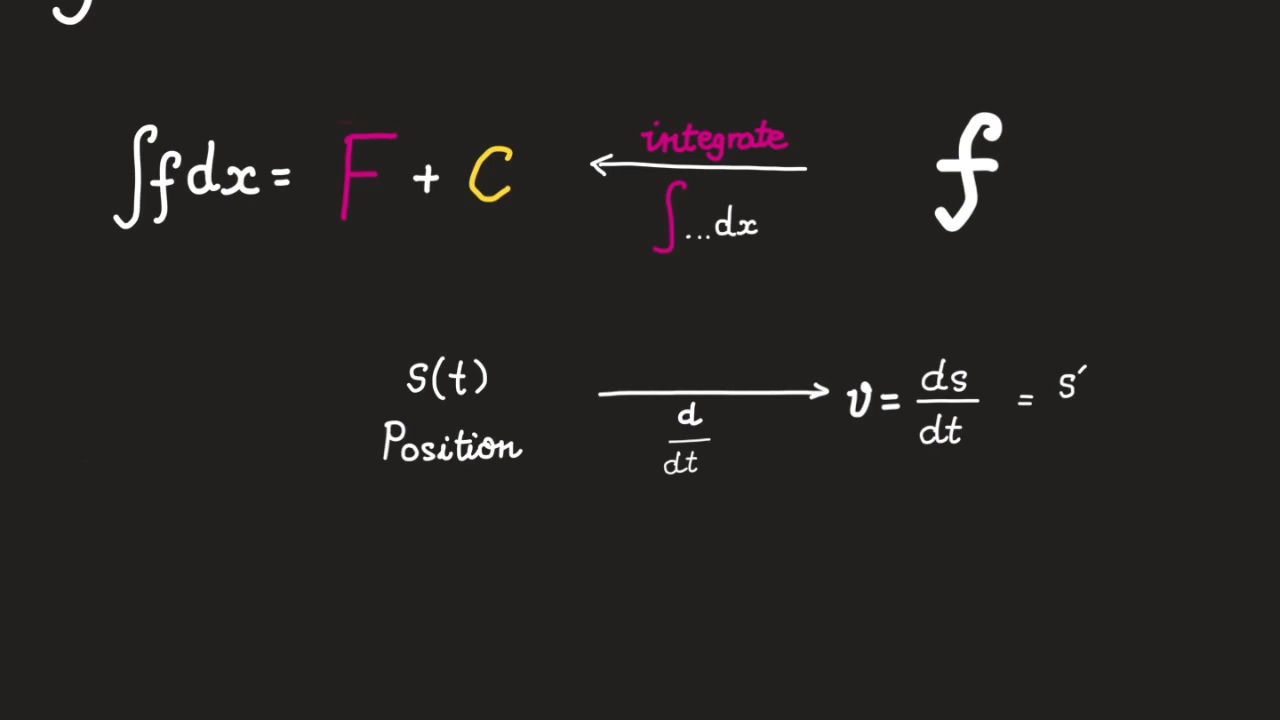 ∫f dx = F + C
integrate
∫...dx
f
s(t)
Position
d/dt
v = ds/dt = s′